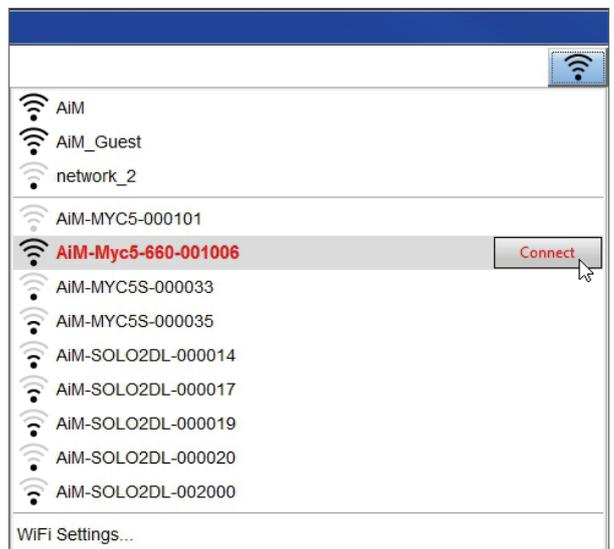 AiM
AiM_Guest
network_2
AiM-MYC5-000101
AiM-Myc5-660-001006 Connect
AiM-MYC5S-000033
AiM-MYC5S-000035
AiM-SOLO2DL-000014
AiM-SOLO2DL-000017
AiM-SOLO2DL-000019
AiM-SOLO2DL-000020
AiM-SOLO2DL-002000
WiFi Settings...